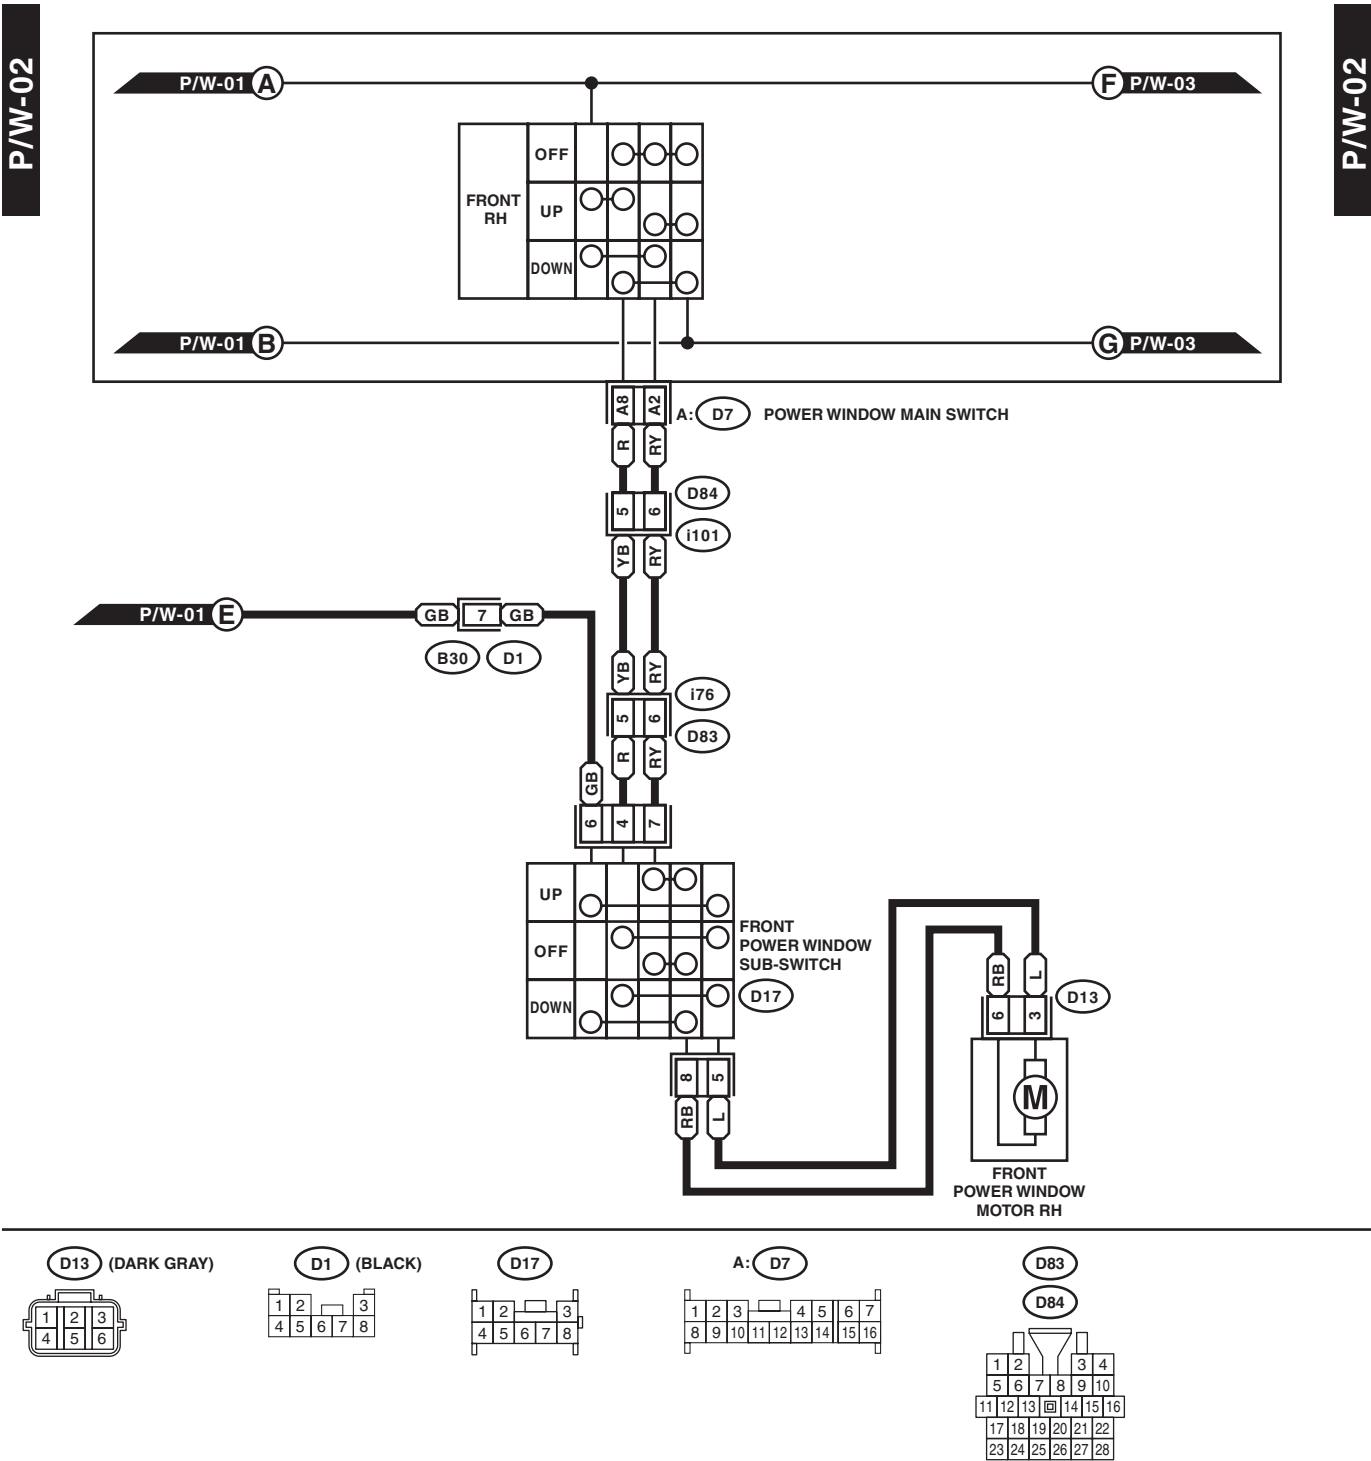 P/W-02
P/W-02
P/W-01 A
F P/W-03
FRONT RH
OFF
UP
DOWN
P/W-01 B
G P/W-03
A8 A2
A: D7 POWER WINDOW MAIN SWITCH
R RY
D84
5 6
i101
YB RY
P/W-01 E
GB 7 GB
B30 D1
YB RY
i76
5 6
D83
R RY
GB
6 4 7
UP
OFF
DOWN
FRONT
POWER WINDOW
SUB-SWITCH
D17
8 5
RB L
RB L
D13
6 3
M
FRONT
POWER WINDOW
MOTOR RH
D13 (DARK GRAY)
1 2 3
4 5 6
D1 (BLACK)
1 2 3
4 5 6 7 8
D17
1 2 3
4 5 6 7 8
A: D7
1 2 3 4 5 6 7
8 9 10 11 12 13 14 15 16
D83
D84
1 2 3 4
5 6 7 8 9 10
11 12 13 14 15 16
17 18 19 20 21 22
23 24 25 26 27 28